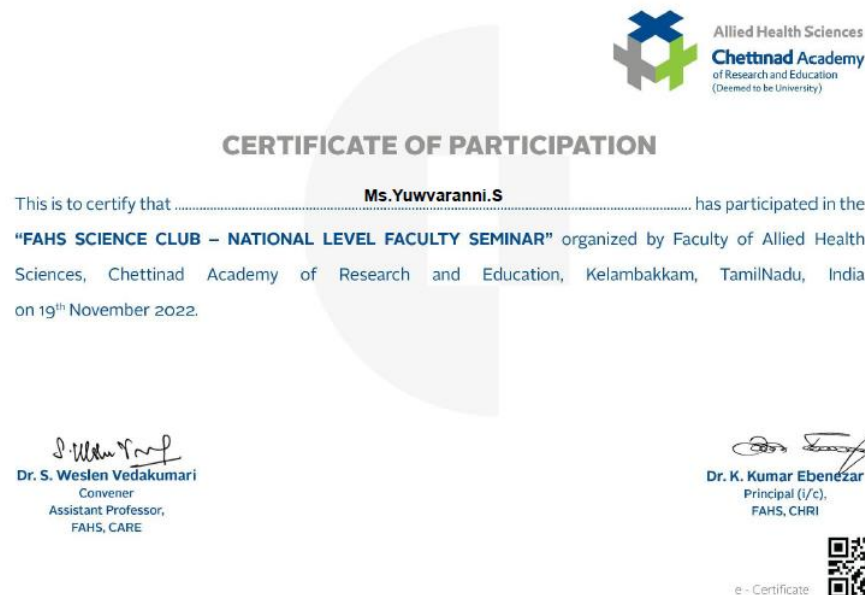 Allied Health Sciences
Chettinad Academy
of Research and Education
(Deemed to be University)
CERTIFICATE OF PARTICIPATION
This is to certify that ........ Ms.Yuwvaranni.S ........ has participated in the
“FAHS SCIENCE CLUB – NATIONAL LEVEL FACULTY SEMINAR” organized by Faculty of Allied Health
Sciences, Chettinad Academy of Research and Education, Kelambakkam, TamilNadu, India
on 19th November 2022.
Dr. S. Weslen Vedakumari
Convener
Assistant Professor,
FAHS, CARE
Dr. K. Kumar Ebenezar
Principal (i/c),
FAHS, CHRI
e - Certificate